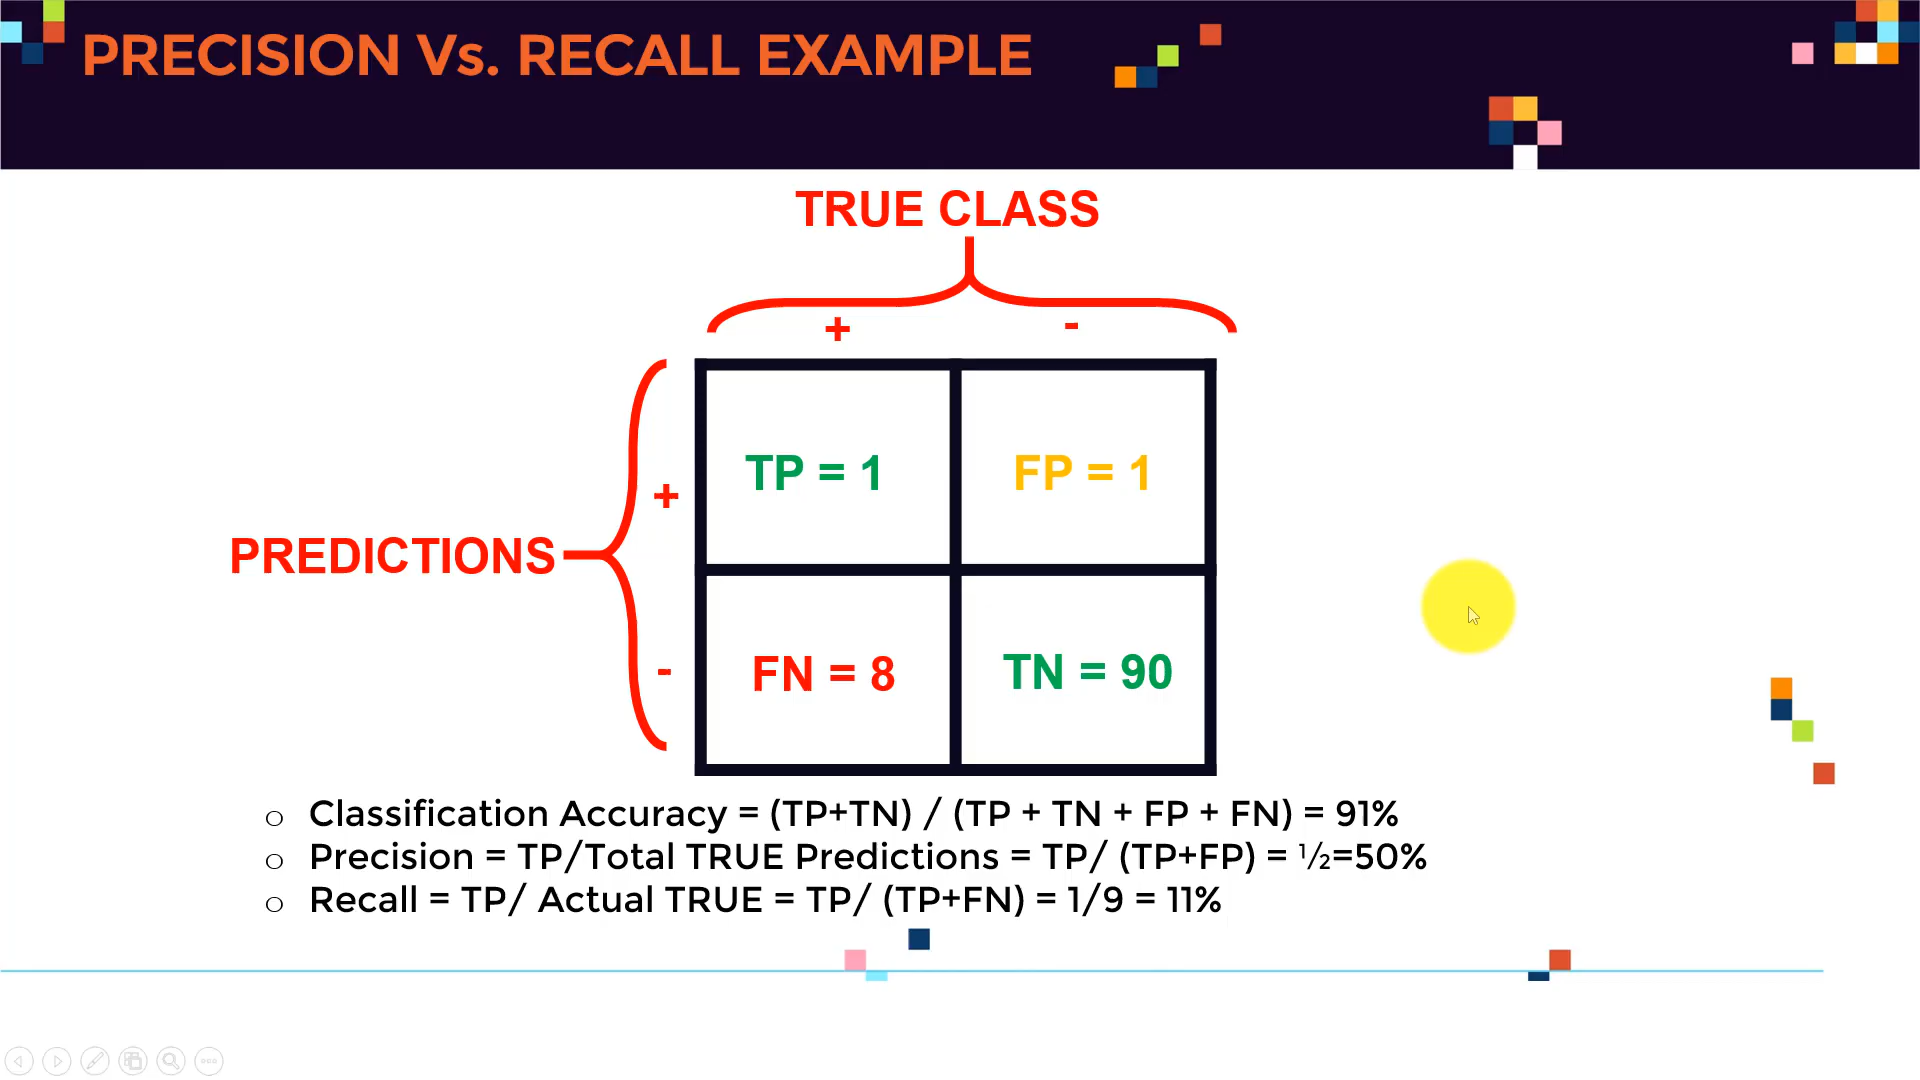 PRECISION Vs. RECALL EXAMPLE
TRUE CLASS
+ -
+
TP = 1 FP = 1
PREDICTIONS
-
FN = 8 TN = 90
o Classification Accuracy = (TP+TN) / (TP + TN + FP + FN) = 91%
o Precision = TP/Total TRUE Predictions = TP/ (TP+FP) = ½=50%
o Recall = TP/ Actual TRUE = TP/ (TP+FN) = 1/9 = 11%